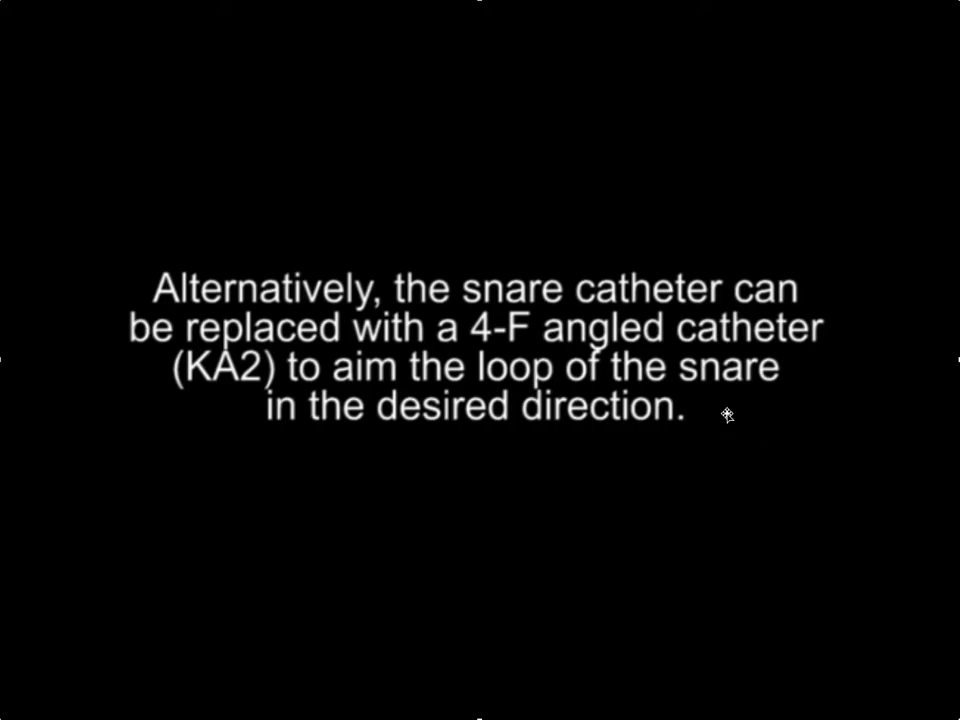 Alternatively, the snare catheter can
be replaced with a 4-F angled catheter
(KA2) to aim the loop of the snare
in the desired direction.